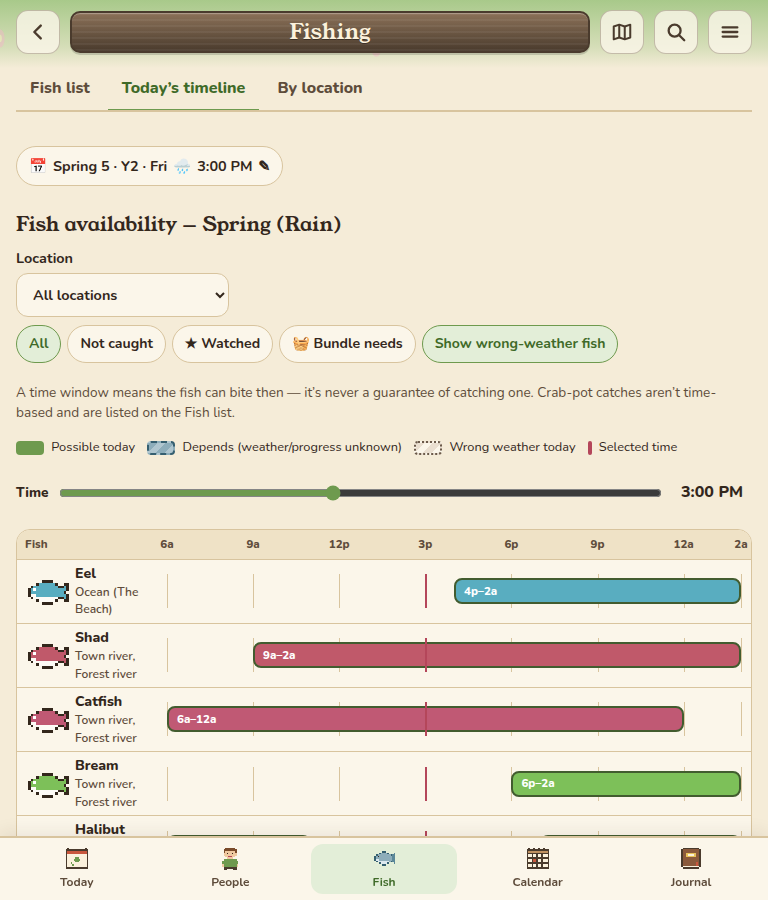 Fishing
Fish list
Today's timeline
By location
📅 Spring 5 · Y2 · Fri 🌧️ 3:00 PM ✎
Fish availability — Spring (Rain)
Location
All locations
All
Not caught
★ Watched
🧺 Bundle needs
Show wrong-weather fish
A time window means the fish can bite then — it's never a guarantee of catching one. Crab-pot catches aren't time-
based and are listed on the Fish list.
Possible today
Depends (weather/progress unknown)
Wrong weather today
Selected time
Time
3:00 PM
Fish 6a 9a 12p 3p 6p 9p 12a 2a
Eel
Ocean (The
Beach)
4p–2a
Shad
Town river,
Forest river
9a–2a
Catfish
Town river,
Forest river
6a–12a
Bream
Town river,
Forest river
6p–2a
Halibut
Today
People
Fish
Calendar
Journal